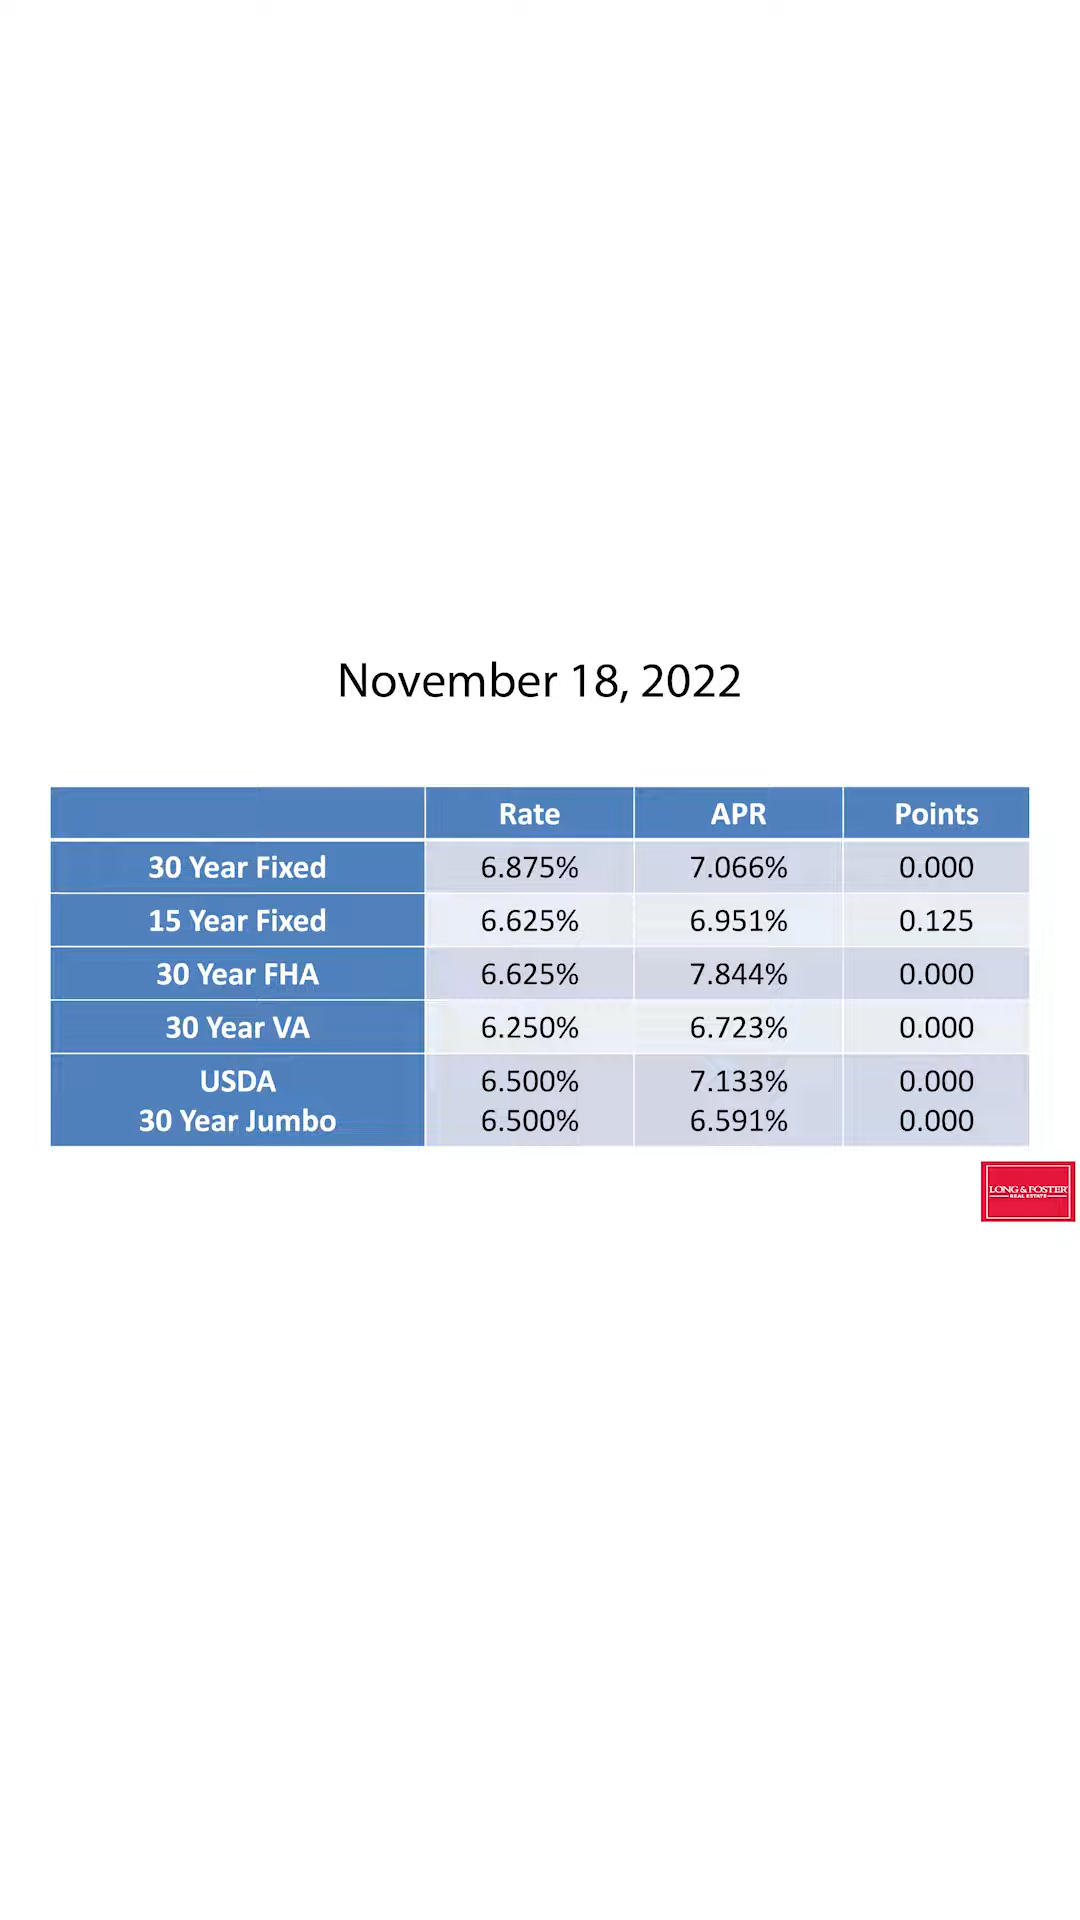 November 18, 2022
Rate APR Points
30 Year Fixed 6.875% 7.066% 0.000
15 Year Fixed 6.625% 6.951% 0.125
30 Year FHA 6.625% 7.844% 0.000
30 Year VA 6.250% 6.723% 0.000
USDA 6.500% 7.133% 0.000
30 Year Jumbo 6.500% 6.591% 0.000
LONG & FOSTER
REAL ESTATE